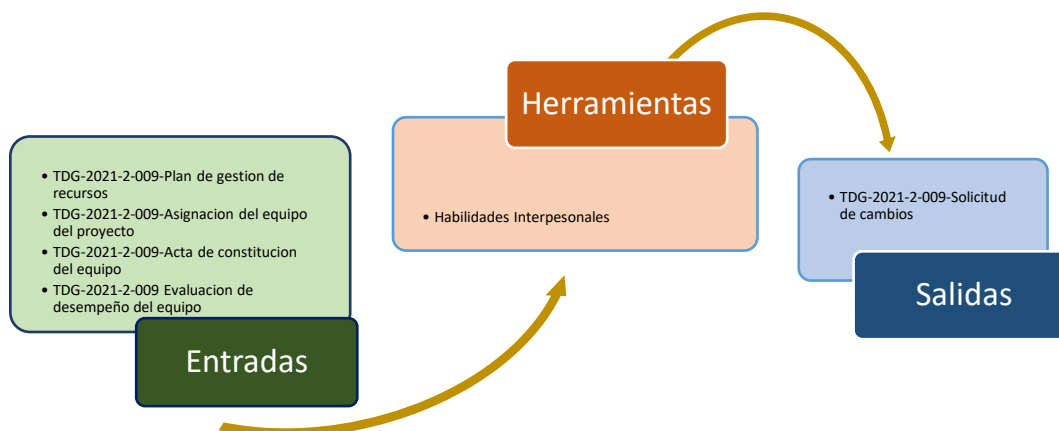 • TDG-2021-2-009-Plan de gestion de
recursos
• TDG-2021-2-009-Asignacion del equipo
del proyecto
• TDG-2021-2-009-Acta de constitucion
del equipo
• TDG-2021-2-009 Evaluacion de
desempeño del equipo
Entradas
Herramientas
• Habilidades Interpesonales
• TDG-2021-2-009-Solicitud
de cambios
Salidas